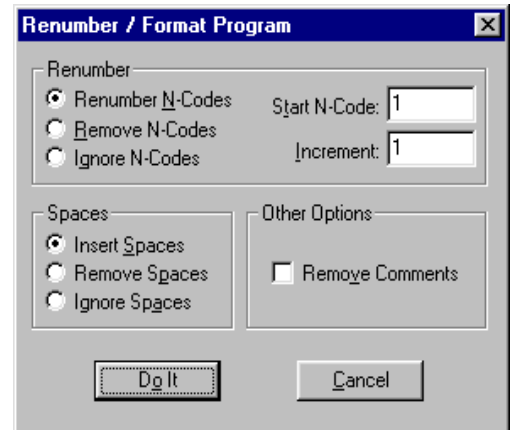 Renumber / Format Program
Renumber
Renumber N-Codes
Start N-Code: 1
Remove N-Codes
Increment: 1
Ignore N-Codes
Spaces
Insert Spaces
Remove Spaces
Ignore Spaces
Other Options
Remove Comments
Do It
Cancel